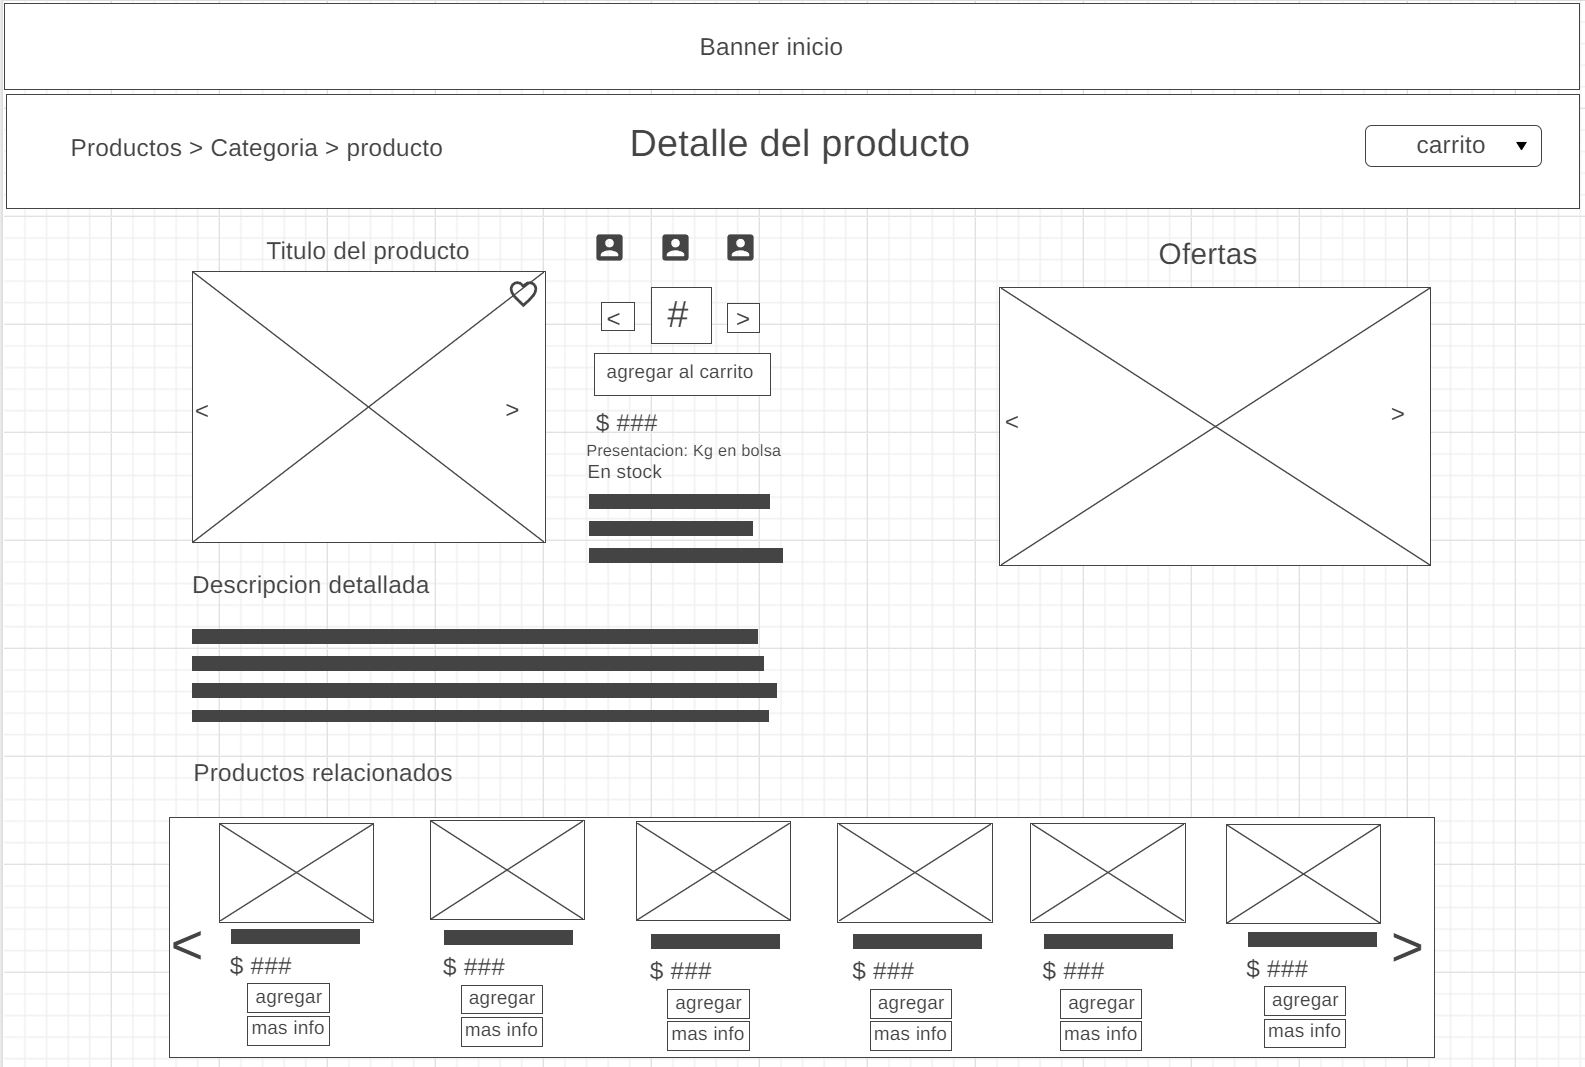 Banner inicio
Productos > Categoria > producto
Detalle del producto
carrito
Titulo del producto
Ofertas
< # >
agregar al carrito
< >
$ ###
Presentacion: Kg en bolsa
En stock
< >
Descripcion detallada
Productos relacionados
< >
$ ###
agregar
mas info
$ ###
agregar
mas info
$ ###
agregar
mas info
$ ###
agregar
mas info
$ ###
agregar
mas info
$ ###
agregar
mas info